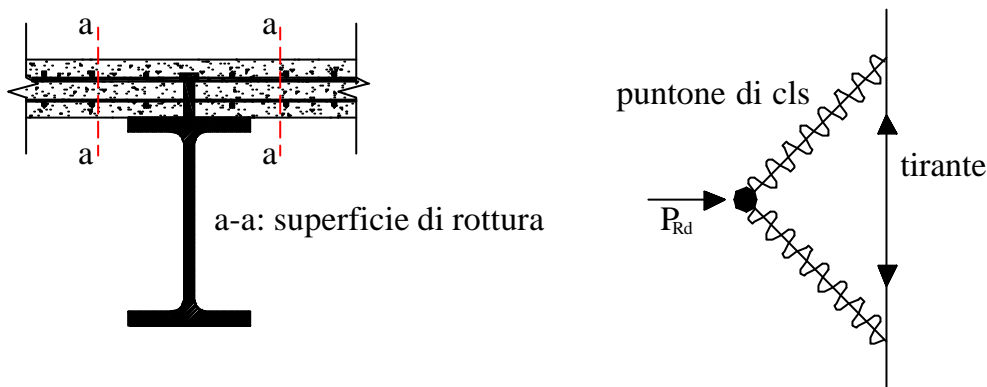 a a
a a
a-a: superficie di rottura
puntone di cls
tirante
PRd